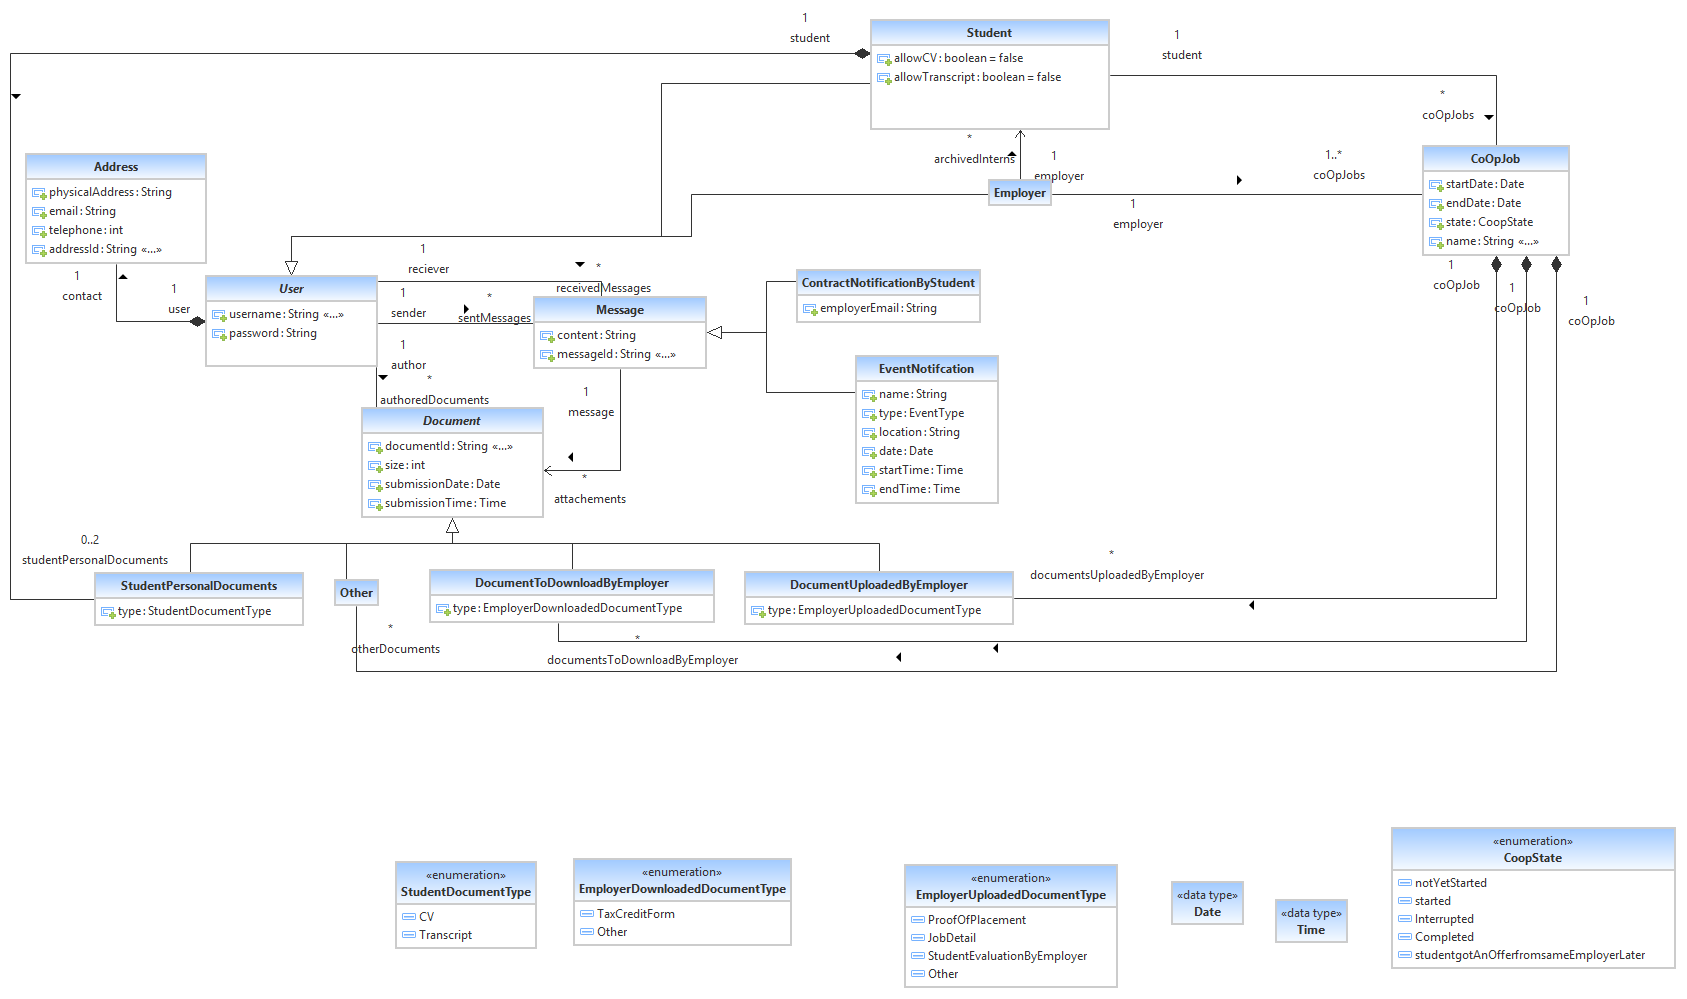 1
student
Student
allowCV: boolean = false
allowTranscript: boolean = false
1
student
*
coOpJobs
*
archivedInterns
1
employer
1..*
coOpJobs
Employer
1
employer
CoOpJob
startDate: Date
endDate: Date
state: CoopState
name: String «...»
Address
physicalAddress: String
email: String
telephone: int
addressId: String «...»
1
contact
1
user
User
username: String «...»
password: String
1
reciever
*
receivedMessages
1
sender
*
sentMessages
1
author
*
authoredDocuments
Message
content: String
messageId: String «...»
ContractNotificationByStudent
employerEmail: String
1
coOpJob
1
coOpJob
1
coOpJob
EventNotifcation
name: String
type: EventType
location: String
date: Date
startTime: Time
endTime: Time
1
message
Document
documentId: String «...»
size: int
submissionDate: Date
submissionTime: Time
*
attachements
0..2
studentPersonalDocuments
StudentPersonalDocuments
type: StudentDocumentType
Other
DocumentToDownloadByEmployer
type: EmployerDownloadedDocumentType
DocumentUploadedByEmployer
type: EmployerUploadedDocumentType
*
documentsUploadedByEmployer
*
otherDocuments
*
documentsToDownloadByEmployer
«enumeration»
StudentDocumentType
CV
Transcript
«enumeration»
EmployerDownloadedDocumentType
TaxCreditForm
Other
«enumeration»
EmployerUploadedDocumentType
ProofOfPlacement
JobDetail
StudentEvaluationByEmployer
Other
«data type»
Date
«data type»
Time
«enumeration»
CoopState
notYetStarted
started
Interrupted
Completed
studentgotAnOfferfromsameEmployerLater